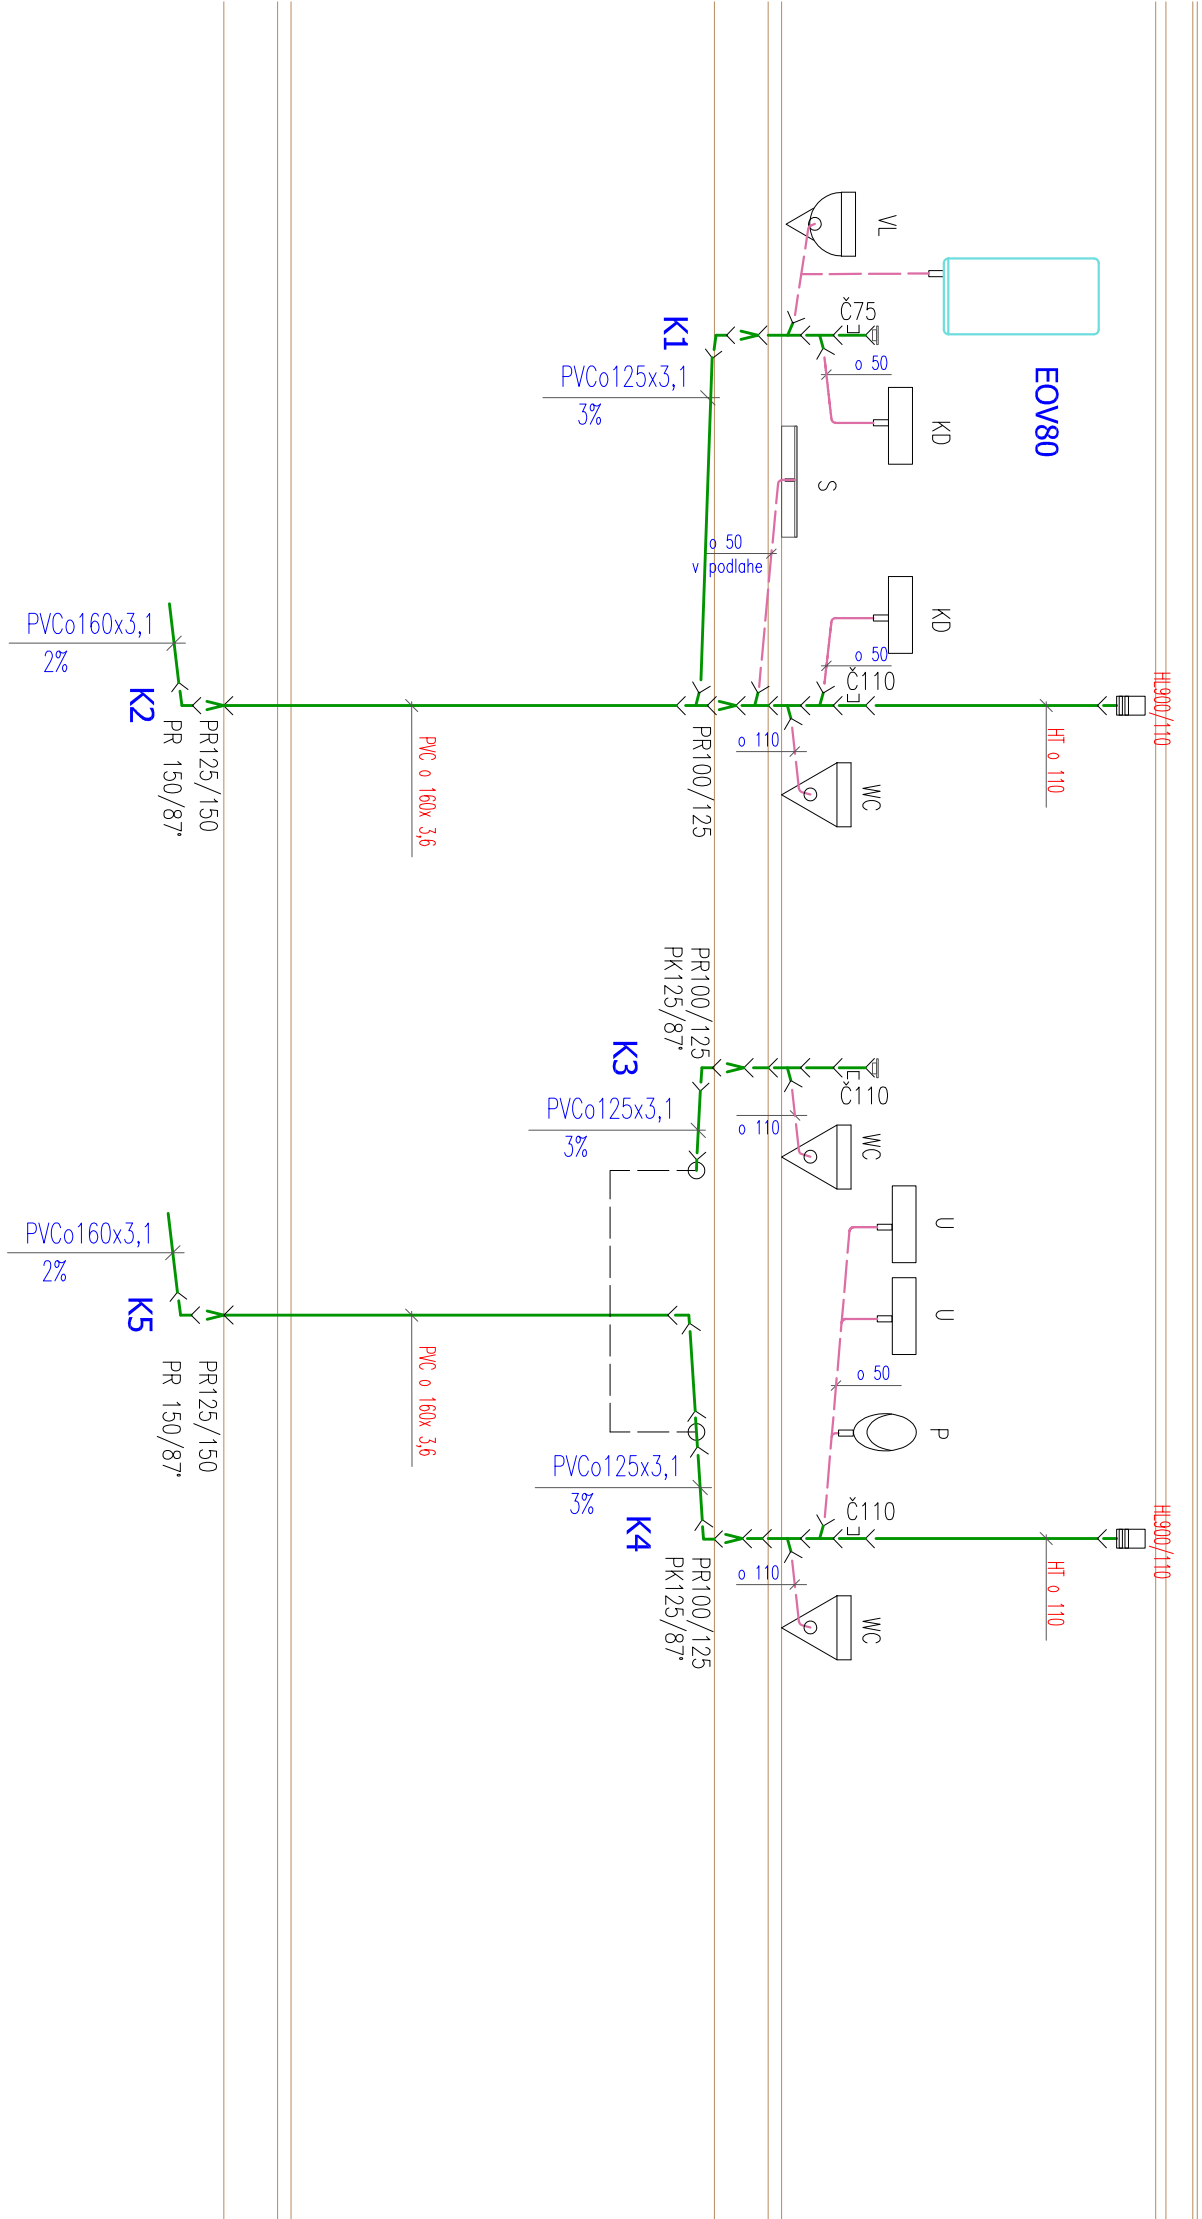 VL
EOV80
Č75
K1
o 50
PVCo125x3,1
3%
KD
S
o 50
v podlahe
KD
o 50
PVCo160x3,1
2%
K2
Č110
HL900/110
PR125/150
PR 150/87°
PVC o 160x 3,6
PR100/125
o 110
HT o 110
WC
PR100/125
PK125/87°
K3
Č110
PVCo125x3,1
3%
o 110
WC
U
PVCo160x3,1
2%
K5
U
PR125/150
PR 150/87°
PVC o 160x 3,6
o 50
P
PVCo125x3,1
3%
K4
Č110
HL900/110
PR100/125
PK125/87°
o 110
HT o 110
WC